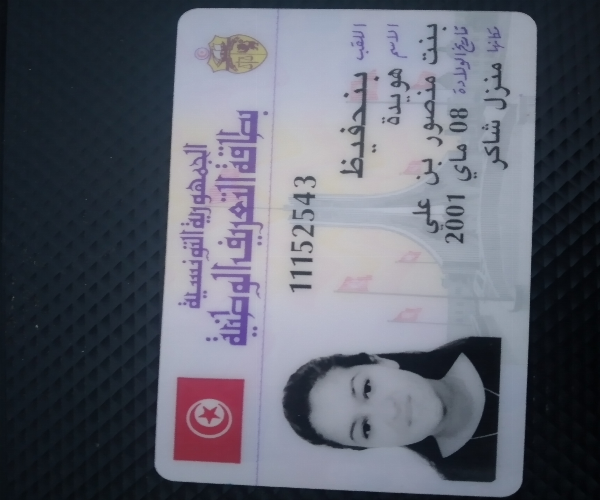 الجمهورية التونسية
بطاقة التعريف الوطنية
11152543
اللقب بنحفيظ
الاسم هويدة
بنت منصور بن علي
تاريخ الولادة 08 ماي 2001
مكانها منزل شاكر